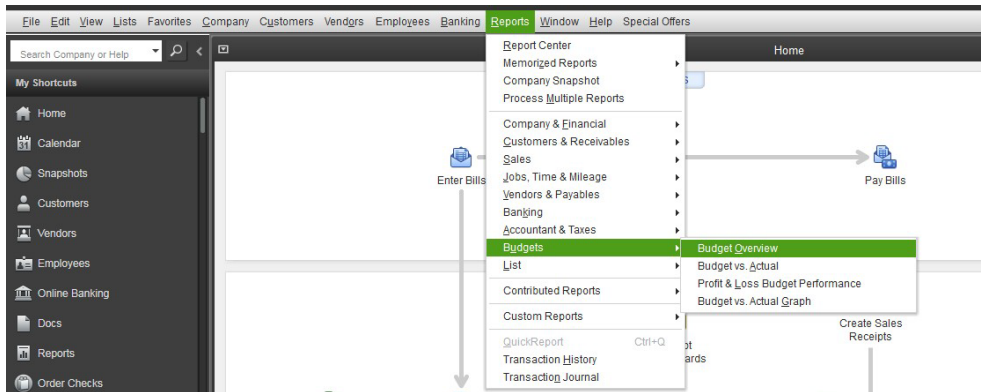 File Edit View Lists Favorites Company Customers Vendors Employees Banking Reports Window Help Special Offers
Search Company or Help
Home
My Shortcuts
Home
Calendar
Snapshots
Customers
Vendors
Employees
Online Banking
Docs
Reports
Order Checks
Report Center
Memorized Reports
Company Snapshot
Process Multiple Reports
Company & Financial
Customers & Receivables
Sales
Jobs, Time & Mileage
Vendors & Payables
Banking
Accountant & Taxes
Budgets
List
Contributed Reports
Custom Reports
QuickReport Ctrl+Q
Transaction History
Transaction Journal
Budget Overview
Budget vs. Actual
Profit & Loss Budget Performance
Budget vs. Actual Graph
Enter Bills
Pay Bills
Create Sales
Receipts